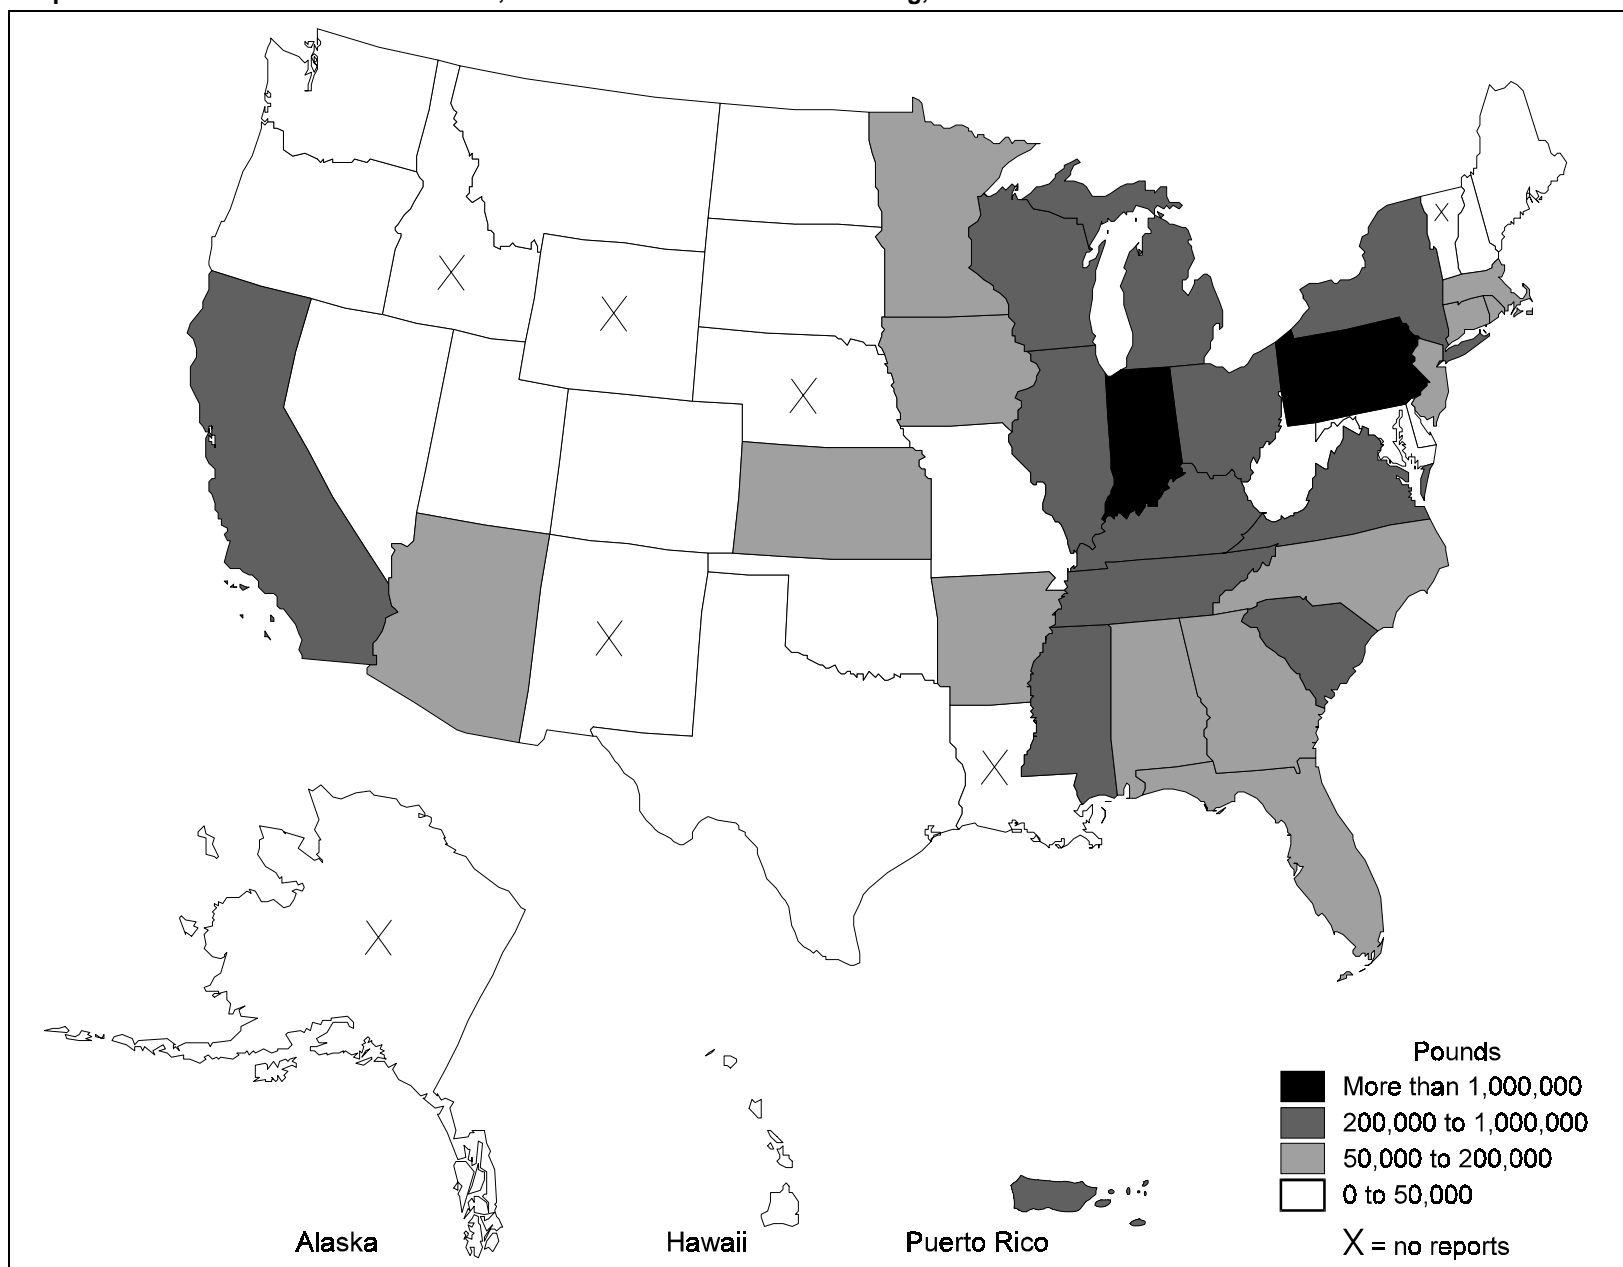 X
X
X
X
X
X
X
Pounds
More than 1,000,000
200,000 to 1,000,000
50,000 to 200,000
0 to 50,000
X = no reports
Alaska
Hawaii
Puerto Rico